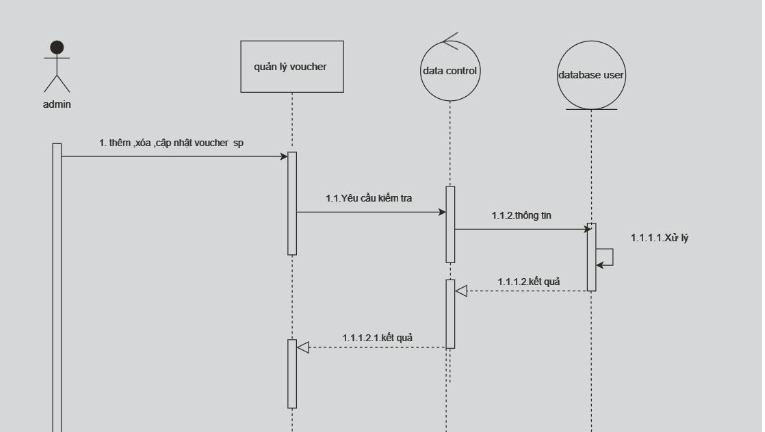 quản lý voucher
data control
database user
admin
1. thêm ,xóa ,cập nhật voucher sp
1.1.Yêu cầu kiểm tra
1.1.2.thông tin
1.1.1.1.Xử lý
1.1.1.2.kết quả
1.1.1.2.1.kết quả